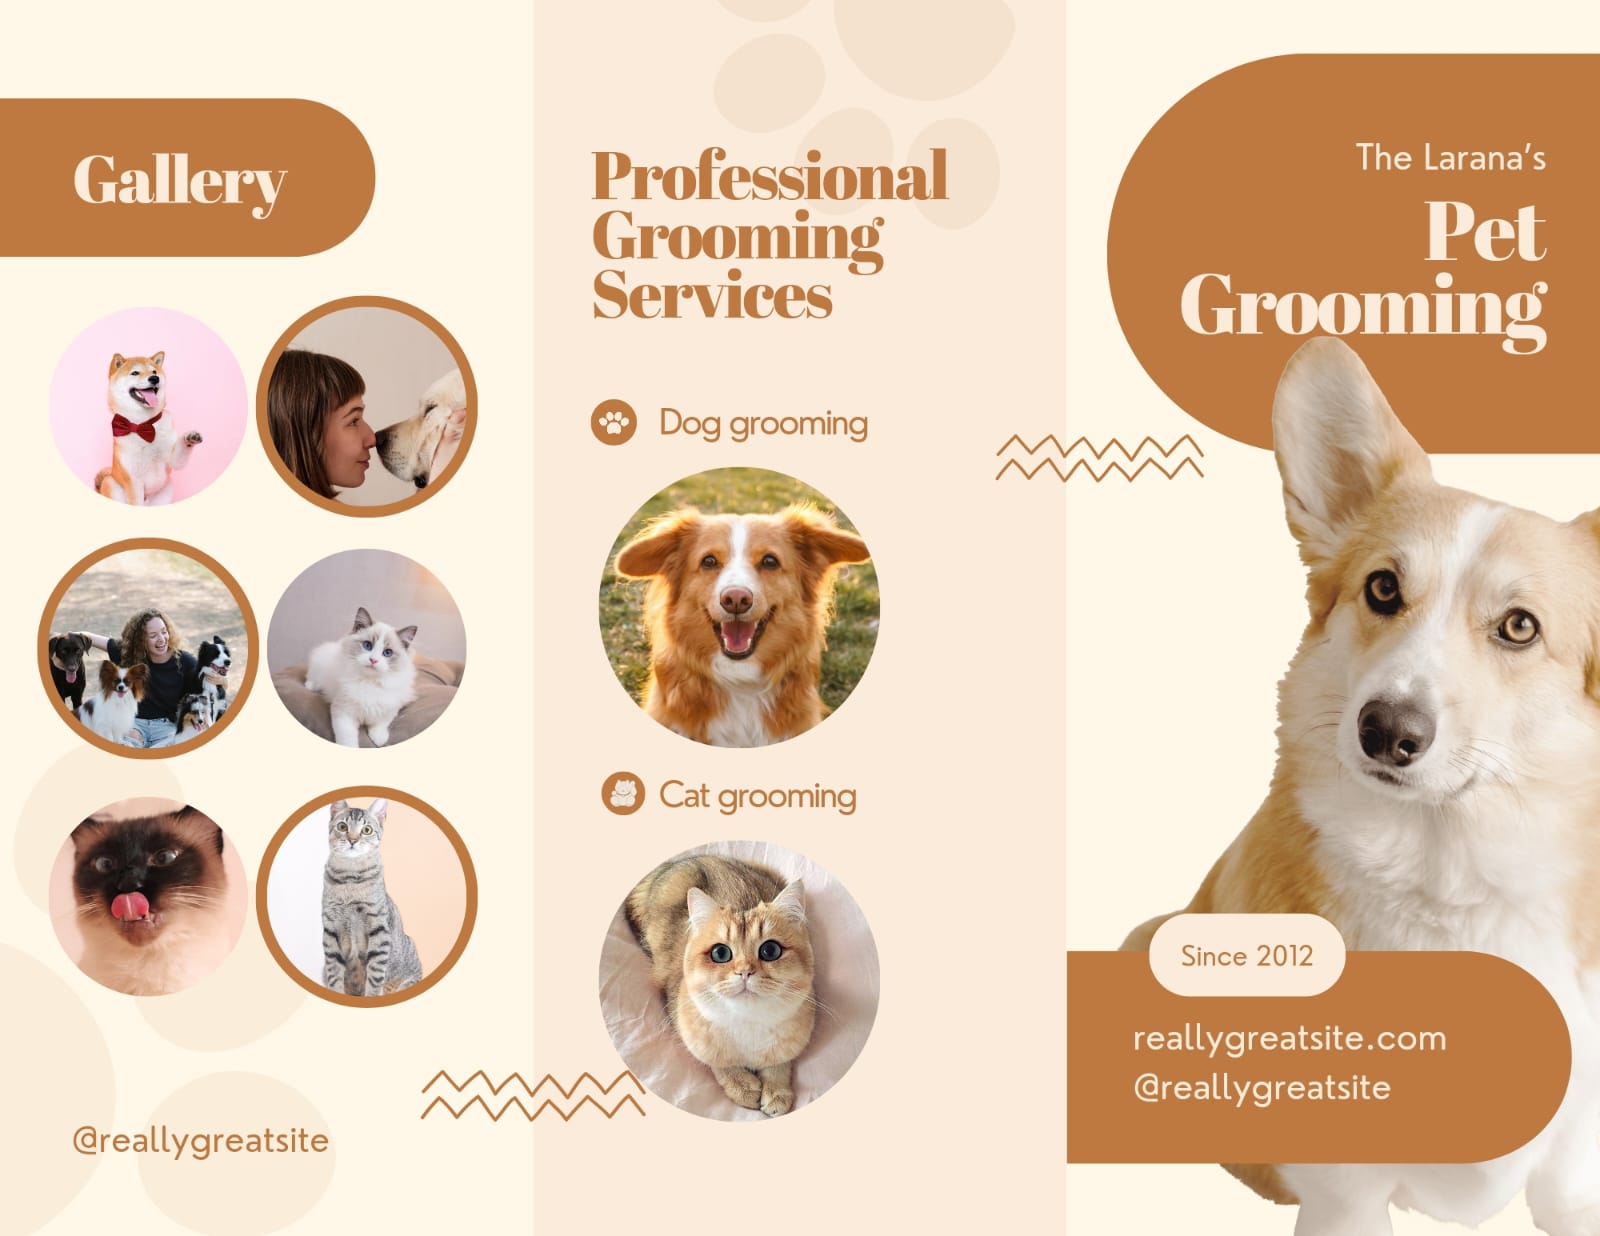 Gallery
@reallygreatsite
Professional
Grooming
Services
Dog grooming
Cat grooming
The Larana's
Pet
Grooming
Since 2012
reallygreatsite.com
@reallygreatsite